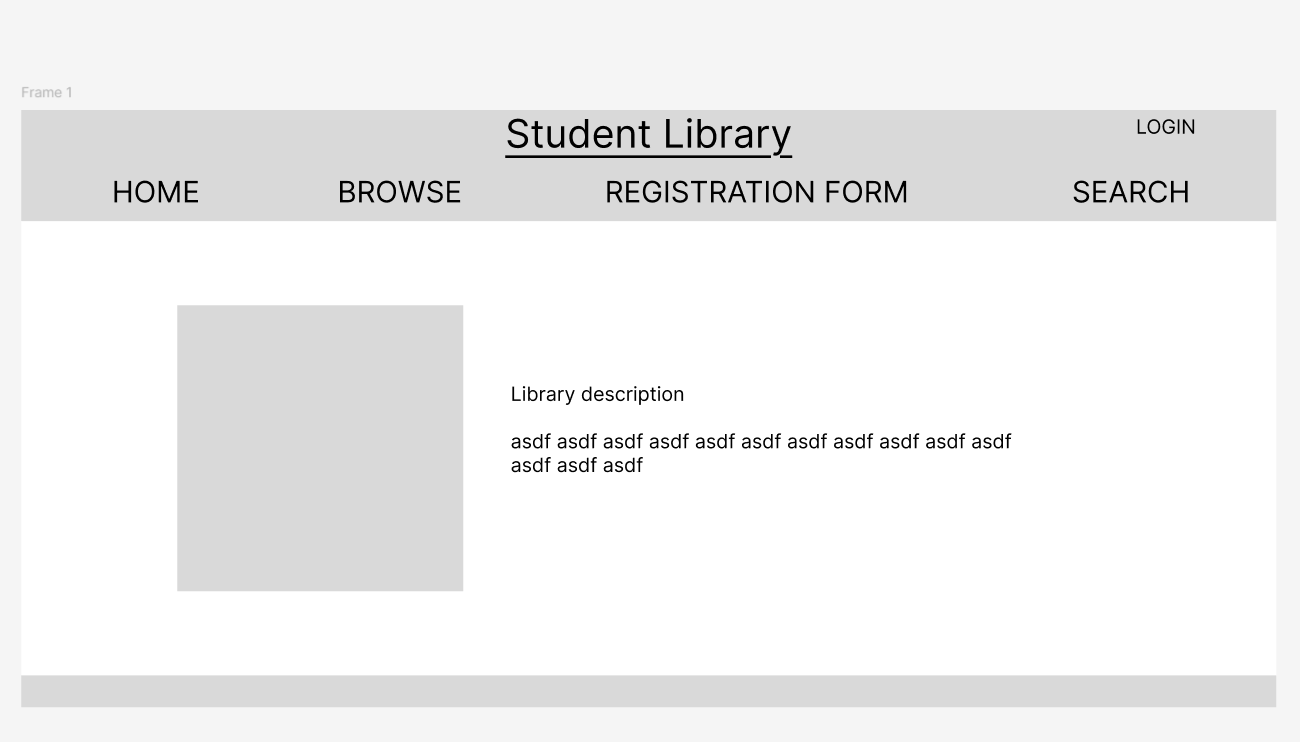 Frame 1
Student Library
LOGIN
HOME BROWSE REGISTRATION FORM SEARCH
Library description
asdf asdf asdf asdf asdf asdf asdf asdf asdf asdf asdf
asdf asdf asdf